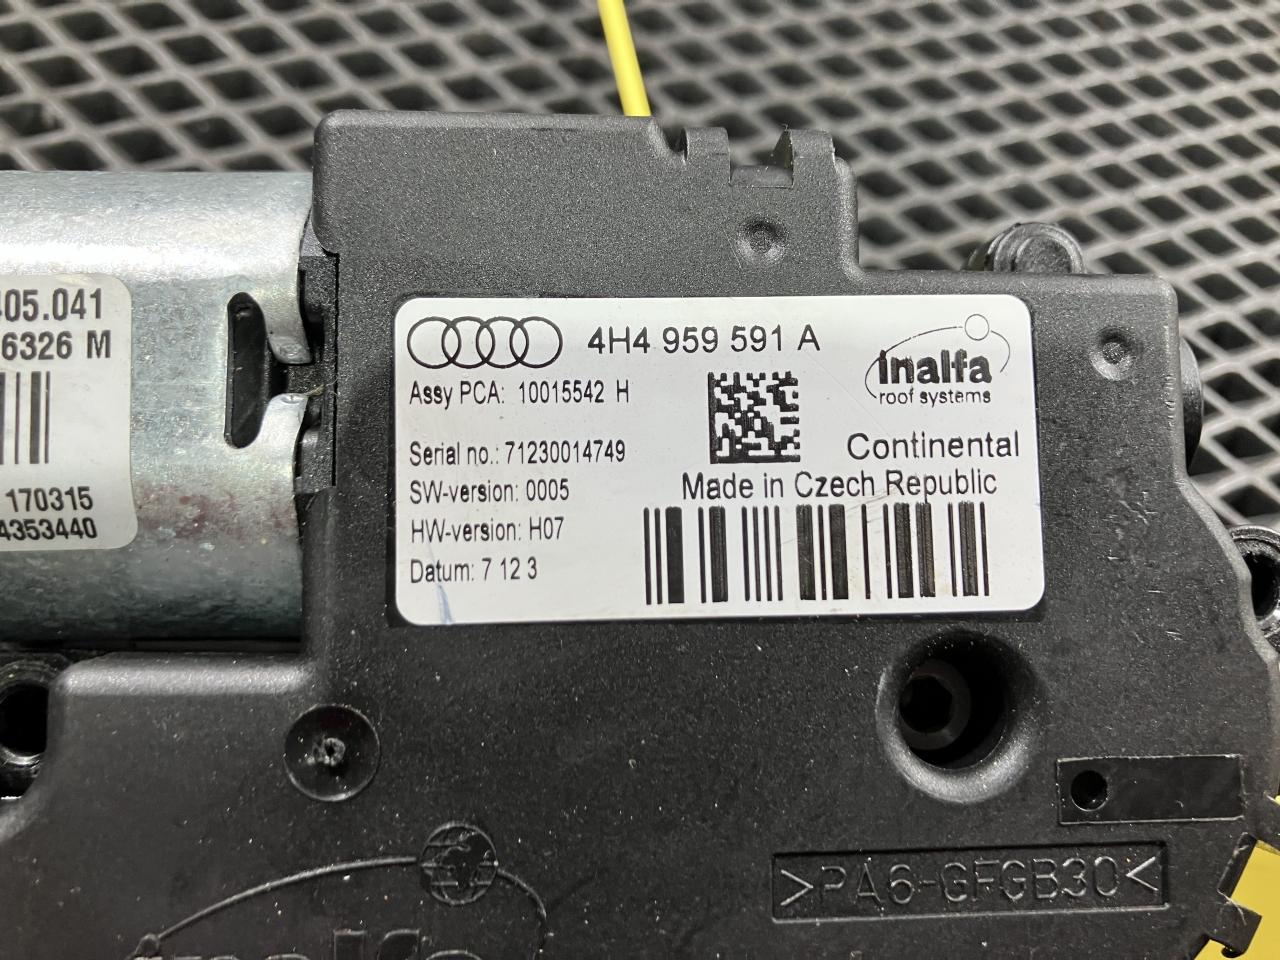 405.041
6326 M
170315
4353440
4H4 959 591 A
Assy PCA: 10015542 H
inalfa
roof systems
Serial no.: 71230014749
Continental
SW-version: 0005
Made in Czech Republic
HW-version: H07
Datum: 7 12 3
>PA6-GFGB30<